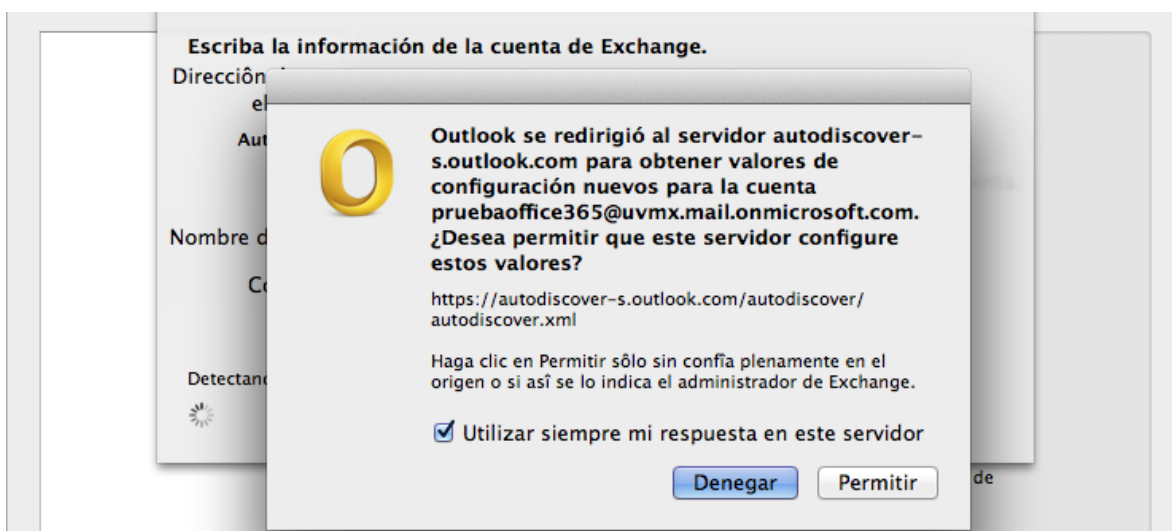 Escriba la información de la cuenta de Exchange.
Direcciôn
el
Aut
Nombre d
Co
Detectand
Outlook se redirigió al servidor autodiscover-
s.outlook.com para obtener valores de
configuración nuevos para la cuenta
pruebaoffice365@uvmx.mail.onmicrosoft.com.
¿Desea permitir que este servidor configure
estos valores?
https://autodiscover-s.outlook.com/autodiscover/
autodiscover.xml
Haga clic en Permitir sôlo sin confîa plenamente en el
origen o si asî se lo indica el administrador de Exchange.
Utilizar siempre mi respuesta en este servidor
Denegar Permitir
de